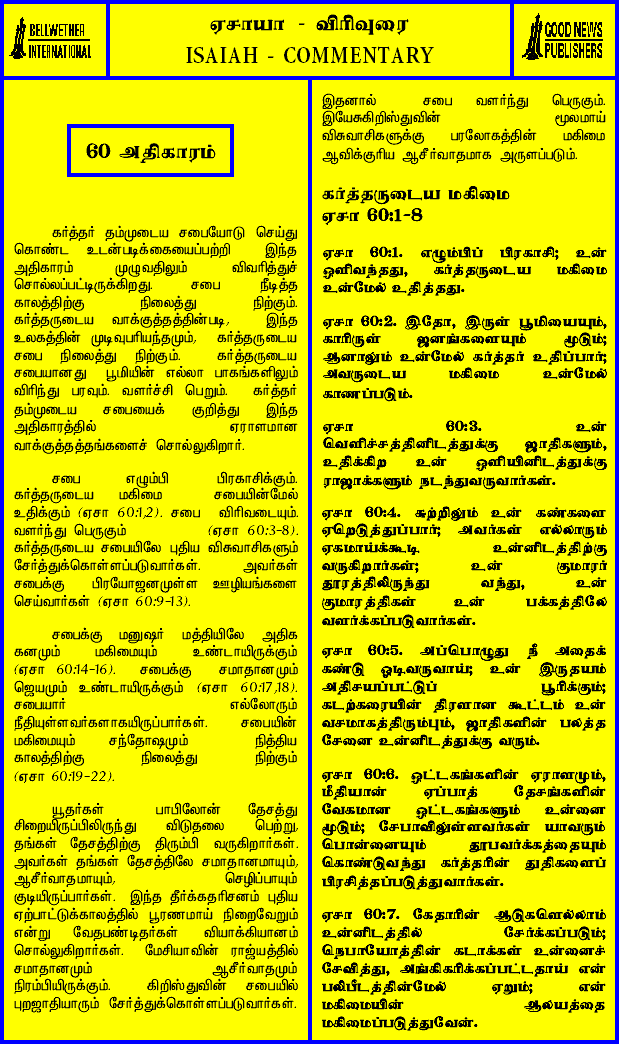 BELLWETHER
INTERNATIONAL
ஏசாயா - விரிவுரை
ISAIAH - COMMENTARY
GOOD NEWS
PUBLISHERS
60 அதிகாரம்
கர்த்தர் தம்முடைய சபையோடு செய்து
கொண்ட உடன்படிக்கையைப்பற்றி இந்த
அதிகாரம் முழுவதிலும் விவரித்துச்
சொல்லப்பட்டிருக்கிறது. சபை நீடித்த
காலத்திற்கு நிலைத்து நிற்கும்.
கர்த்தருடைய வாக்குத்தத்தின்படி, இந்த
உலகத்தின் முடிவுபரியந்தமும், கர்த்தருடைய
சபை நிலைத்து நிற்கும். கர்த்தருடைய
சபையானது பூமியின் எல்லா பாகங்களிலும்
விரிந்து பரவும். வளர்ச்சி பெறும். கர்த்தர்
தம்முடைய சபையைக் குறித்து இந்த
அதிகாரத்தில் ஏராளமான
வாக்குத்தத்தங்களைச் சொல்லுகிறார்.
சபை எழும்பி பிரகாசிக்கும்.
கர்த்தருடைய மகிமை சபையின்மேல்
உதிக்கும் (ஏசா 60:1,2). சபை விரிவடையும்.
வளர்ந்து பெருகும் (ஏசா 60:3-8).
கர்த்தருடைய சபையிலே புதிய விசுவாசிகளும்
சேர்த்துக்கொள்ளப்படுவார்கள். அவர்கள்
சபைக்கு பிரயோஜனமுள்ள ஊழியங்களை
செய்வார்கள் (ஏசா 60:9-13).
சபைக்கு மனுஷர் மத்தியிலே அதிக
கனமும் மகிமையும் உண்டாயிருக்கும்
(ஏசா 60:14-16). சபைக்கு சமாதானமும்
ஜெயமும் உண்டாயிருக்கும் (ஏசா 60:17,18).
சபையார் எல்லோரும்
நீதியுள்ளவர்களாகயிருப்பார்கள். சபையின்
மகிமையும் சந்தோஷமும் நித்திய
காலத்திற்கு நிலைத்து நிற்கும்
(ஏசா 60:19-22).
யூதர்கள் பாபிலோன் தேசத்து
சிறையிருப்பிலிருந்து விடுதலை பெற்று,
தங்கள் தேசத்திற்கு திரும்பி வருகிறார்கள்.
அவர்கள் தங்கள் தேசத்திலே சமாதானமாயும்,
ஆசீர்வாதமாயும், செழிப்பாயும்
குடியிருப்பார்கள். இந்த தீர்க்கதரிசனம் புதிய
ஏற்பாட்டுக்காலத்தில் பூரணமாய் நிறைவேறும்
என்று வேதபண்டிதர்கள் வியாக்கியானம்
சொல்லுகிறார்கள். மேசியாவின் ராஜ்யத்தில்
சமாதானமும் ஆசீர்வாதமும்
நிரம்பியிருக்கும். கிறிஸ்துவின் சபையில்
புறஜாதியாரும் சேர்த்துக்கொள்ளப்படுவார்கள்.
இதனால் சபை வளர்ந்து பெருகும்.
இயேசுகிறிஸ்துவின் மூலமாய்
விசுவாசிகளுக்கு பரலோகத்தின் மகிமை
ஆவிக்குரிய ஆசீர்வாதமாக அருளப்படும்.
கர்த்தருடைய மகிமை
ஏசா 60:1-8
ஏசா 60:1. எழும்பிப் பிரகாசி; உன்
ஒளிவந்தது, கர்த்தருடைய மகிமை
உன்மேல் உதித்தது.
ஏசா 60:2. இதோ, இருள் பூமியையும்,
காரிருள் ஜனங்களையும் மூடும்;
ஆனாலும் உன்மேல் கர்த்தர் உதிப்பார்;
அவருடைய மகிமை உன்மேல்
காணப்படும்.
ஏசா 60:3. உன்
வெளிச்சத்தினிடத்துக்கு ஜாதிகளும்,
உதிக்கிற உன் ஒளியினிடத்துக்கு
ராஜாக்களும் நடந்துவருவார்கள்.
ஏசா 60:4. சுற்றிலும் உன் கண்களை
ஏறெடுத்துப்பார்; அவர்கள் எல்லாரும்
ஏகமாய்க்கூடி உன்னிடத்திற்கு
வருகிறார்கள்; உன் குமாரர்
தூரத்திலிருந்து வந்து, உன்
குமாரத்திகள் உன் பக்கத்திலே
வளர்க்கப்படுவார்கள்.
ஏசா 60:5. அப்பொழுது நீ அதைக்
கண்டு ஓடிவருவாய்; உன் இருதயம்
அதிசயப்பட்டுப் பூரிக்கும்;
கடற்கரையின் திரளான கூட்டம் உன்
வசமாகத்திரும்பும், ஜாதிகளின் பலத்த
சேனை உன்னிடத்துக்கு வரும்.
ஏசா 60:6. ஒட்டகங்களின் ஏராளமும்,
மீதியான் ஏப்பாத் தேசங்களின்
வேகமான ஒட்டகங்களும் உன்னை
மூடும்; சேபாவிலுள்ளவர்கள் யாவரும்
பொன்னையும் தூபவர்க்கத்தையும்
கொண்டுவந்து கர்த்தரின் துதிகளைப்
பிரசித்தப்படுத்துவார்கள்.
ஏசா 60:7. கேதாரின் ஆடுகளெல்லாம்
உன்னிடத்தில் சேர்க்கப்படும்;
நெபாயோத்தின் கடாக்கள் உன்னைச்
சேவித்து, அங்கிகரிக்கப்பட்டதாய் என்
பலிபீடத்தின்மேல் ஏறும்; என்
மகிமையின் ஆலயத்தை
மகிமைப்படுத்துவேன்.